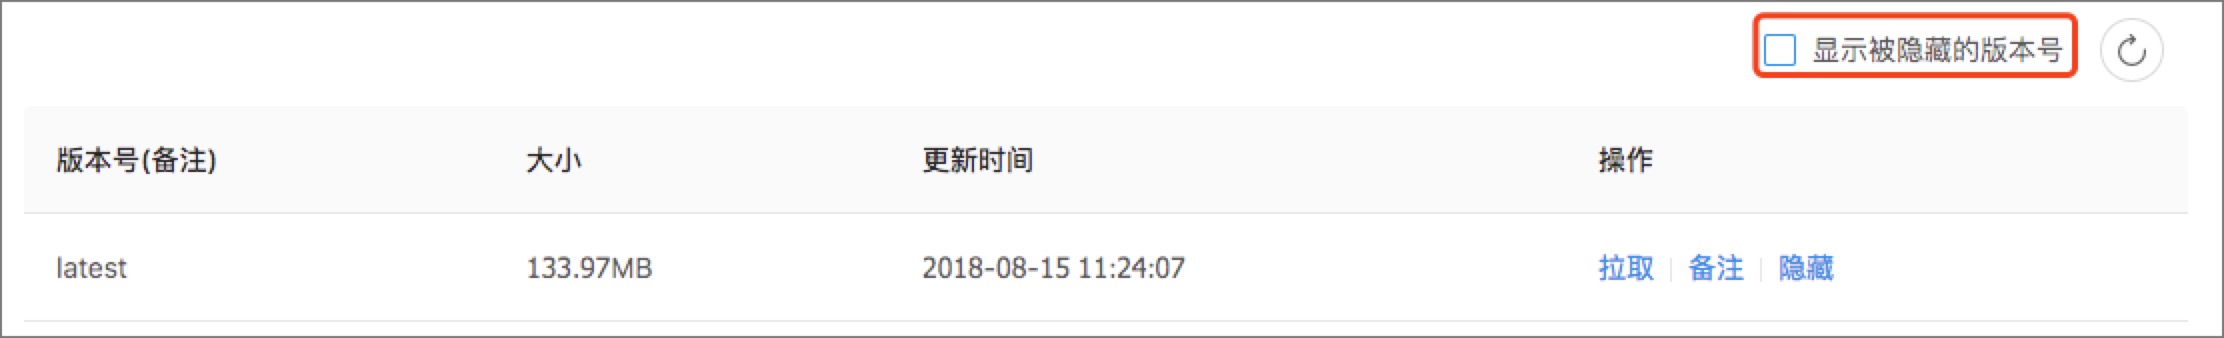 显示被隐藏的版本号
版本号(备注) 大小 更新时间 操作
latest 133.97MB 2018-08-15 11:24:07 拉取 备注 隐藏